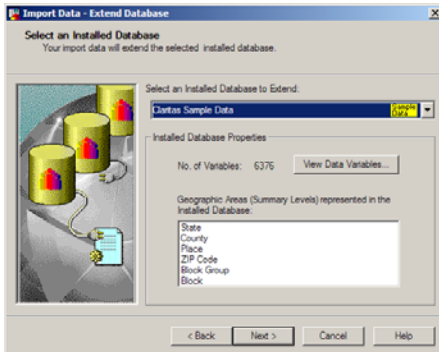 Import Data - Extend Database
Select an Installed Database
Your import data will extend the selected installed database.
Select an Installed Database to Extend:
Claritas Sample Data
Sample
Data
Installed Database Properties
No. of Variables: 6376
View Data Variables...
Geographic Areas (Summary Levels) represented in the
Installed Database:
State
County
Place
ZIP Code
Block Group
Block
< Back
Next >
Cancel
Help